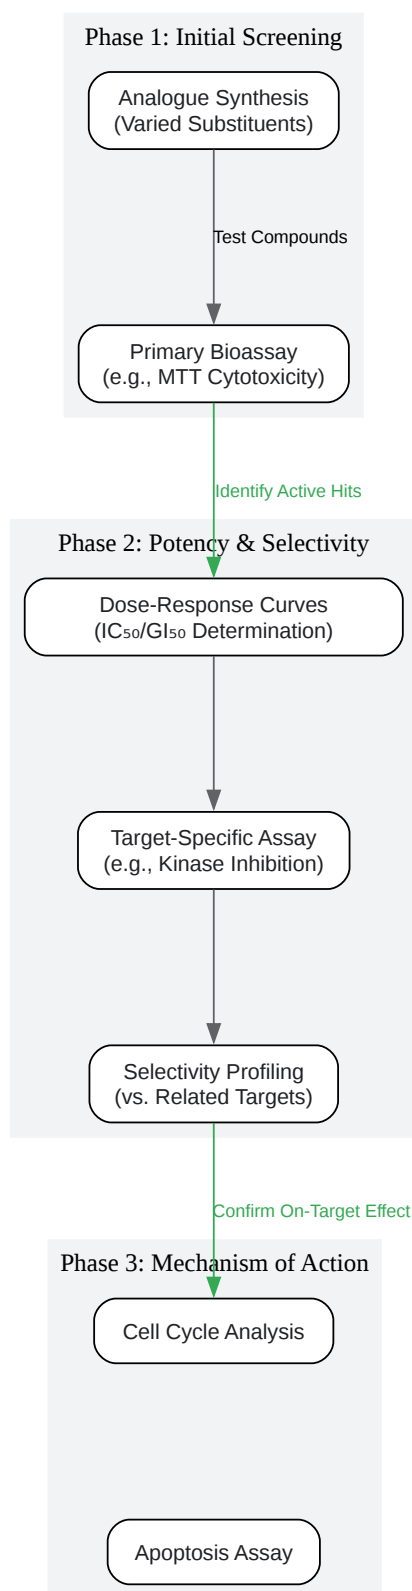 Phase 1: Initial Screening
Analogue Synthesis
(Varied Substituents)
Test Compounds
Primary Bioassay
(e.g., MTT Cytotoxicity)
Identify Active Hits
Phase 2: Potency & Selectivity
Dose-Response Curves
(IC₅₀/GI₅₀ Determination)
Target-Specific Assay
(e.g., Kinase Inhibition)
Selectivity Profiling
(vs. Related Targets)
Confirm On-Target Effect
Phase 3: Mechanism of Action
Cell Cycle Analysis
Apoptosis Assay